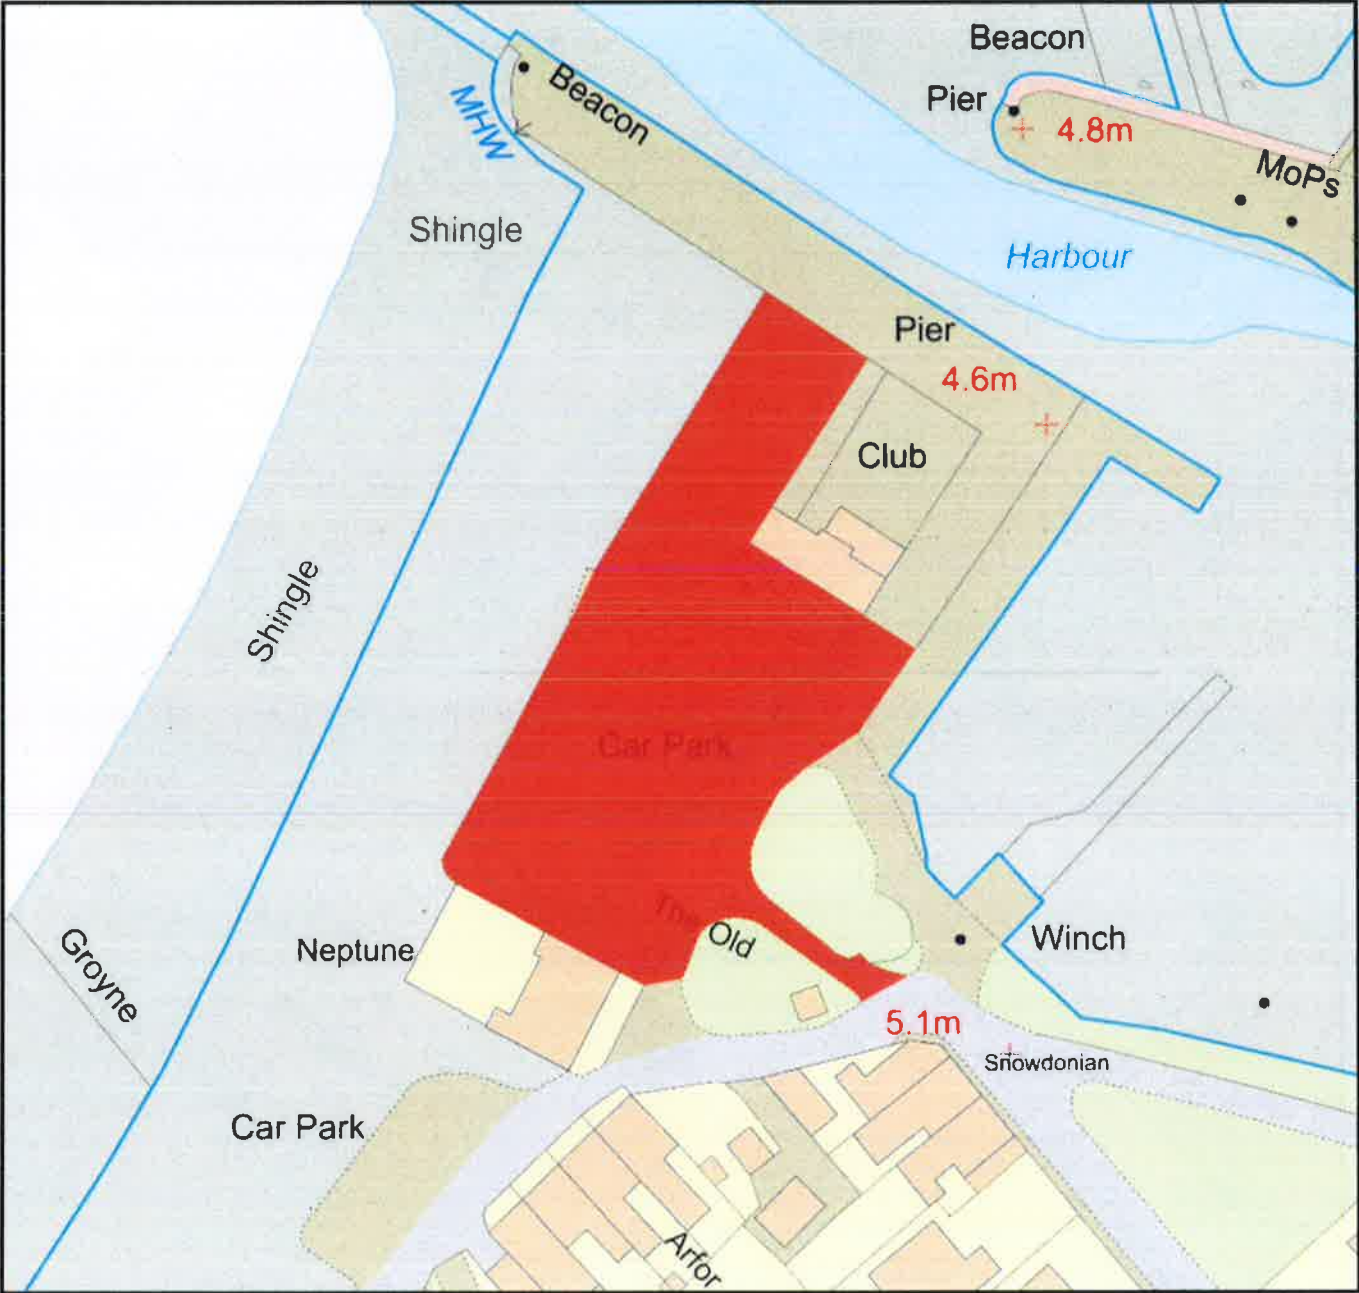 Beacon
Beacon
Pier
MHW
4.8m
MoPs
Shingle
Harbour
Pier
4.6m
Club
Shingle
Car Park
The Old
Neptune
Winch
Groyne
5.1m
Snowdonian
Car Park
Arfor